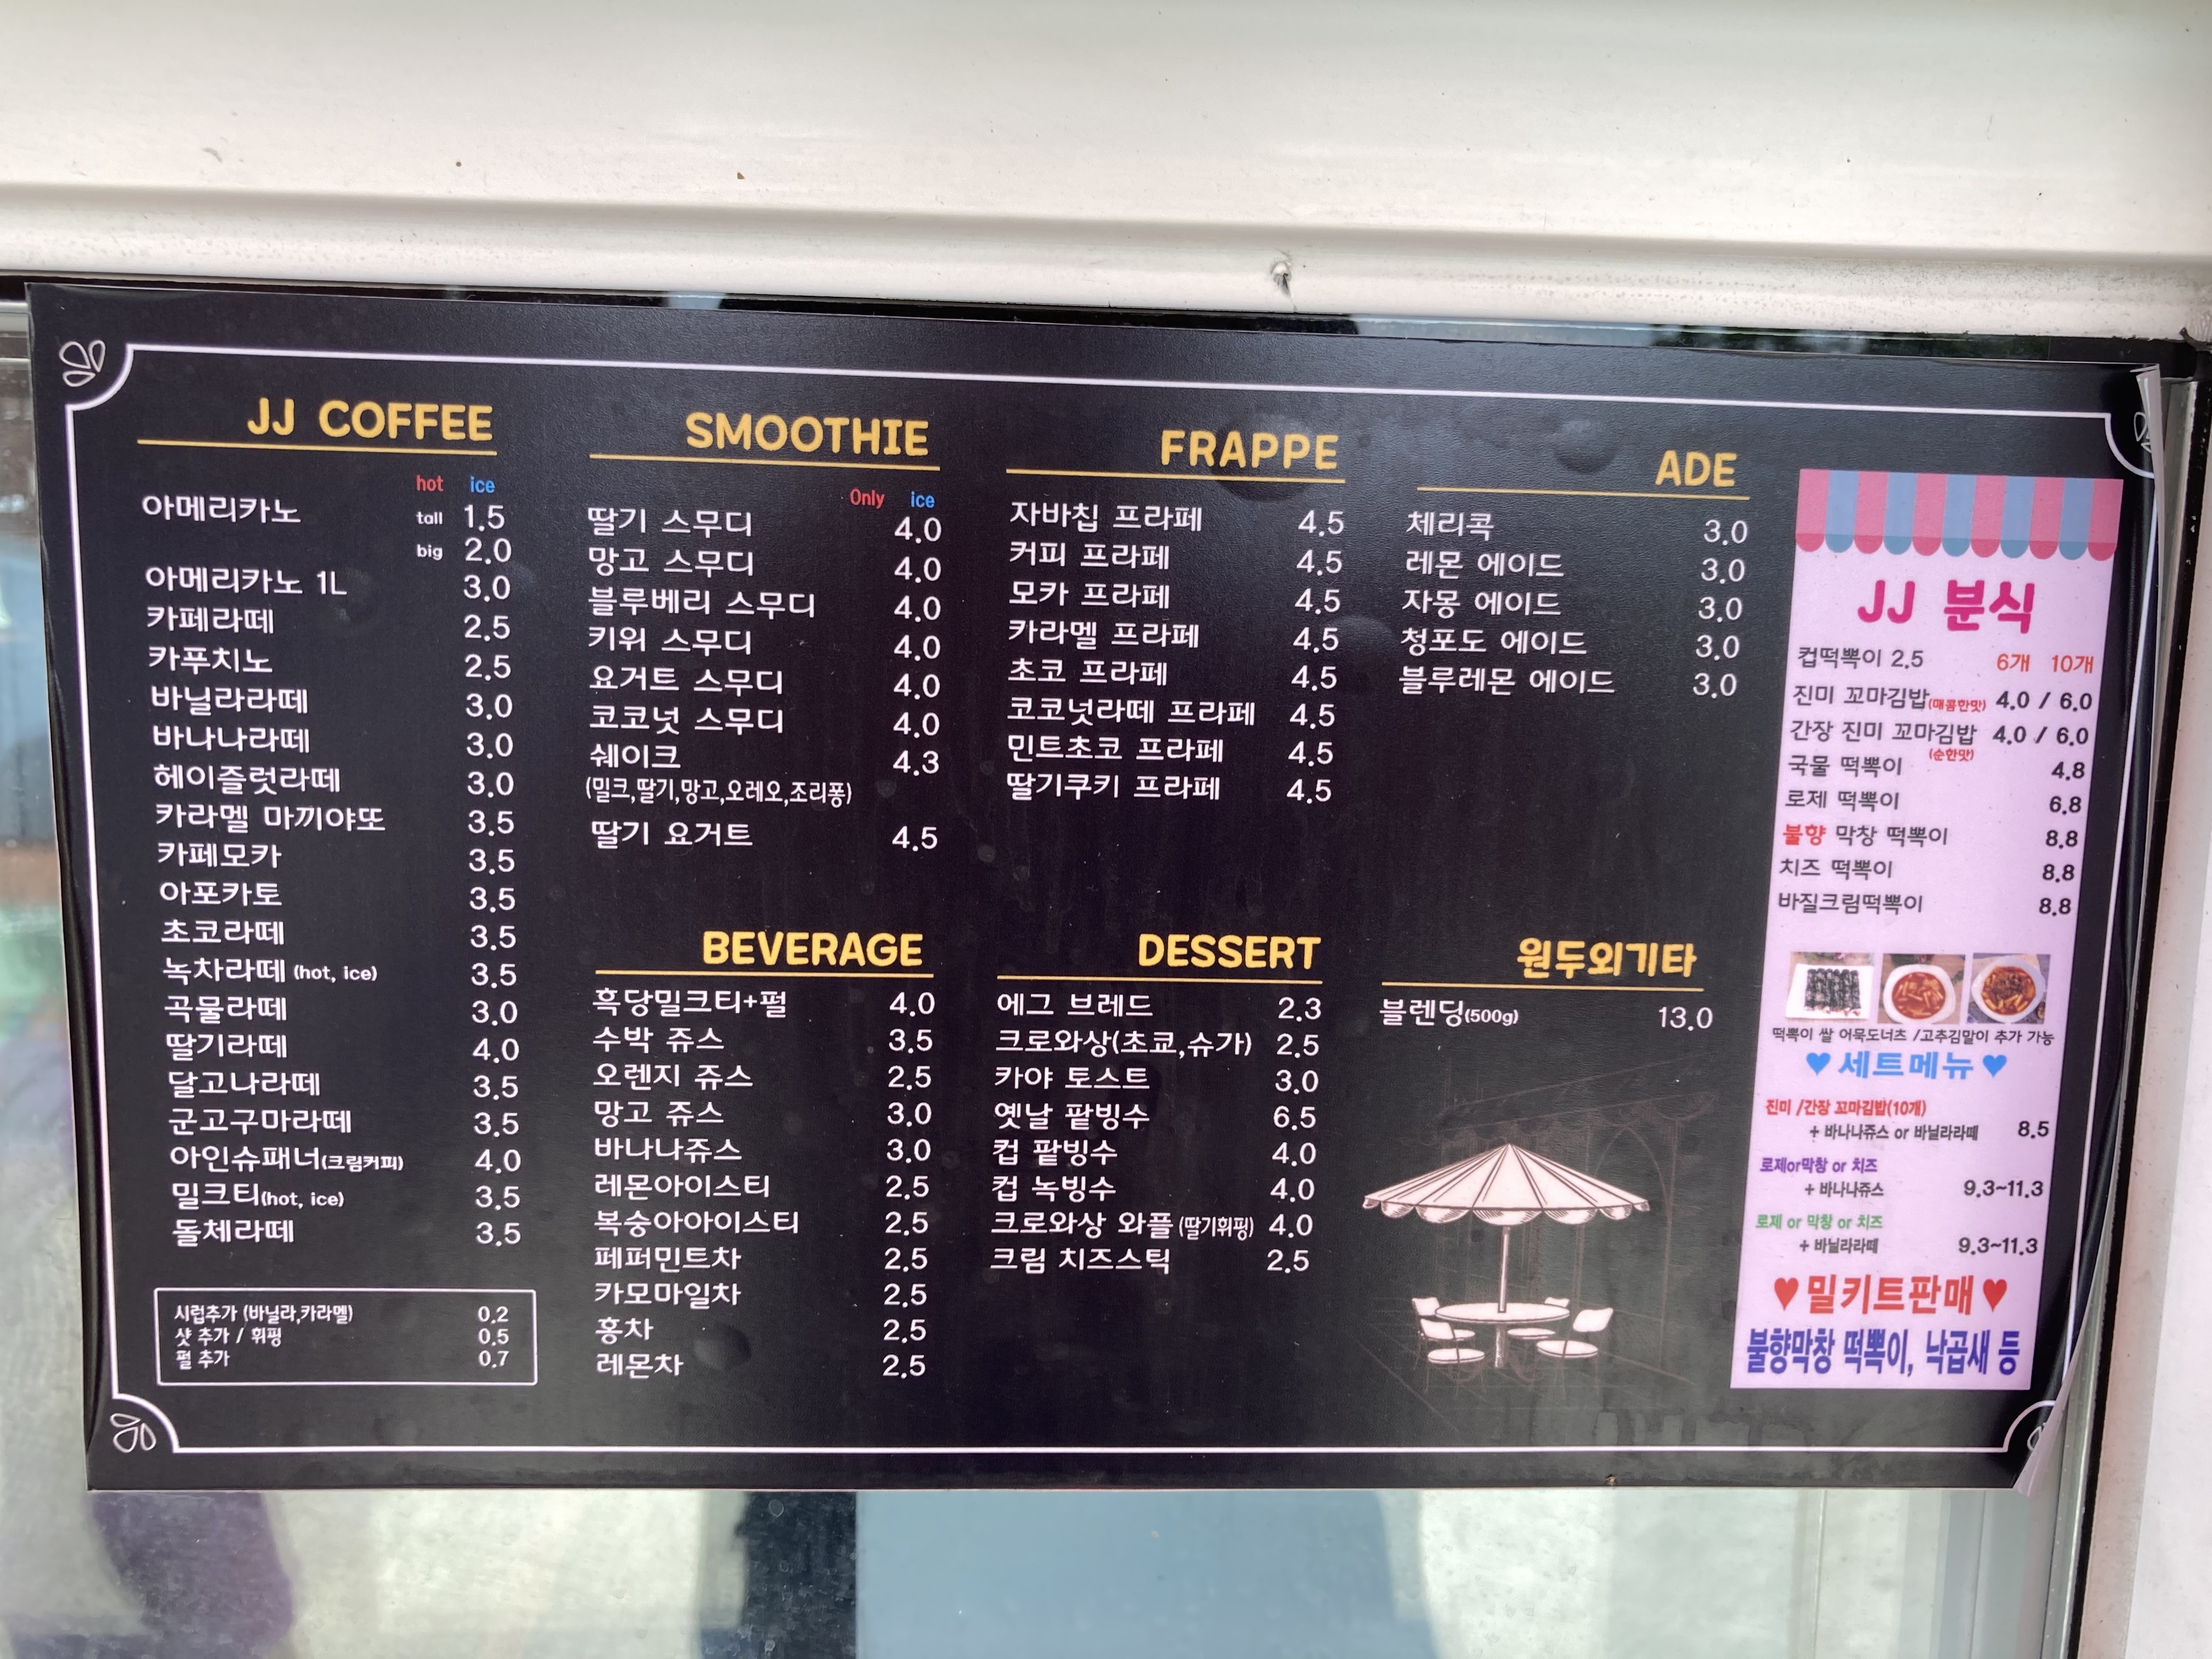 JJ COFFEE
hot ice
아메리카노 tall 1.5
big 2.0
아메리카노 1L 3.0
카페라떼 2.5
카푸치노 2.5
바닐라라떼 3.0
바나나라떼 3.0
헤이즐럿라떼 3.0
카라멜 마끼야또 3.5
카페모카 3.5
아포카토 3.5
초코라떼 3.5
녹차라떼 (hot, ice) 3.5
곡물라떼 3.0
딸기라떼 4.0
달고나라떼 3.5
군고구마라떼 3.5
아인슈패너(크림커피) 4.0
밀크티(hot, ice) 3.5
돌체라떼 3.5
시럽추가 (바닐라,카라멜) 0.2
샷 추가 / 휘핑 0.5
펄 추가 0.7
SMOOTHIE
Only ice
딸기 스무디 4.0
망고 스무디 4.0
블루베리 스무디 4.0
키위 스무디 4.0
요거트 스무디 4.0
코코넛 스무디 4.0
쉐이크 4.3
(밀크,딸기,망고,오레오,조리퐁)
딸기 요거트 4.5
BEVERAGE
흑당밀크티+펄 4.0
수박 쥬스 3.5
오렌지 쥬스 2.5
망고 쥬스 3.0
바나나쥬스 3.0
레몬아이스티 2.5
복숭아아이스티 2.5
페퍼민트차 2.5
카모마일차 2.5
홍차 2.5
레몬차 2.5
FRAPPE
자바칩 프라페 4.5
커피 프라페 4.5
모카 프라페 4.5
카라멜 프라페 4.5
초코 프라페 4.5
코코넛라떼 프라페 4.5
민트초코 프라페 4.5
딸기쿠키 프라페 4.5
DESSERT
에그 브레드 2.3
크로와상(초쿄,슈가) 2.5
카야 토스트 3.0
옛날 팥빙수 6.5
컵 팥빙수 4.0
컵 녹빙수 4.0
크로와상 와플 (딸기휘핑) 4.0
크림 치즈스틱 2.5
ADE
체리콕 3.0
레몬 에이드 3.0
자몽 에이드 3.0
청포도 에이드 3.0
블루레몬 에이드 3.0
원두외기타
블렌딩(500g) 13.0
JJ 분식
컵떡뽁이 2.5 6개 10개
진미 꼬마김밥(매콤한맛) 4.0 / 6.0
간장 진미 꼬마김밥 4.0 / 6.0
(순한맛)
국물 떡뽁이 4.8
로제 떡뽁이 6.8
불향 막창 떡뽁이 8.8
치즈 떡뽁이 8.8
바질크림떡뽁이 8.8
떡뽁이 쌀 어묵도너츠 /고추김말이 추가 가능
♥ 세트메뉴 ♥
진미 /간장 꼬마김밥(10개)
+ 바나나쥬스 or 바닐라라떼 8.5
로제or막창 or 치즈
+ 바나나쥬스 9.3~11.3
로제 or 막창 or 치즈
+ 바닐라라떼 9.3~11.3
♥밀키트판매♥
불향막창 떡뽁이, 낙곱새 등